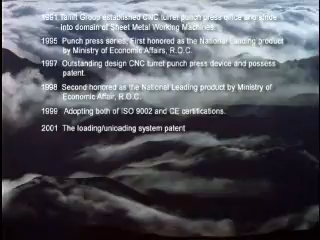 1991 Tailift Group established CNC turret punch press office and stride
into domain of Sheet Metal Working Machines.
1995 Punch press series, First honored as the National Leading product
by Ministry of Economic Affairs, R.O.C.
1997 Outstanding design CNC turret punch press device and possess
patent.
1998 Second honored as the National Leading product by Ministry of
Economic Affair, R.O.C.
1999 Adopting both of ISO 9002 and CE certifications.
2001 The loading/unloading system patent